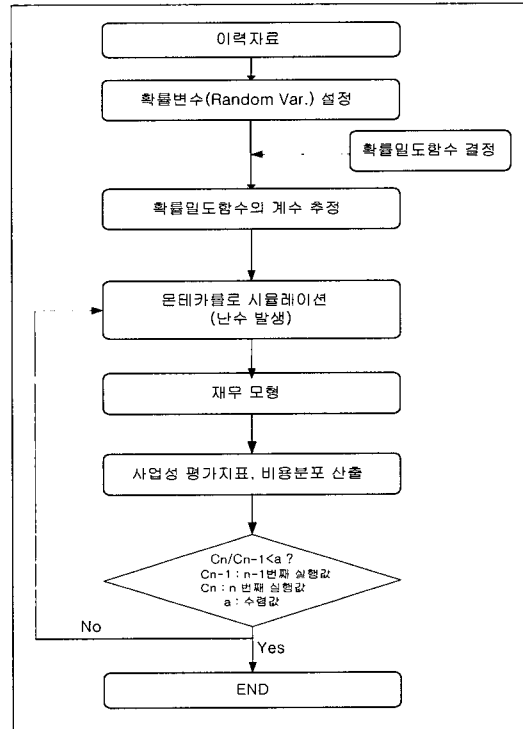 이력자료
확률변수(Random Var.) 설정
확률밀도함수 결정
확률밀도함수의 계수 추정
몬테카를로 시뮬레이션
(난수 발생)
재무 모형
사업성 평가지표, 비용분포 산출
Cn/Cn-1<a ?
Cn-1 : n-1번째 실행값
Cn : n 번째 실행값
a : 수렴값
No
Yes
END